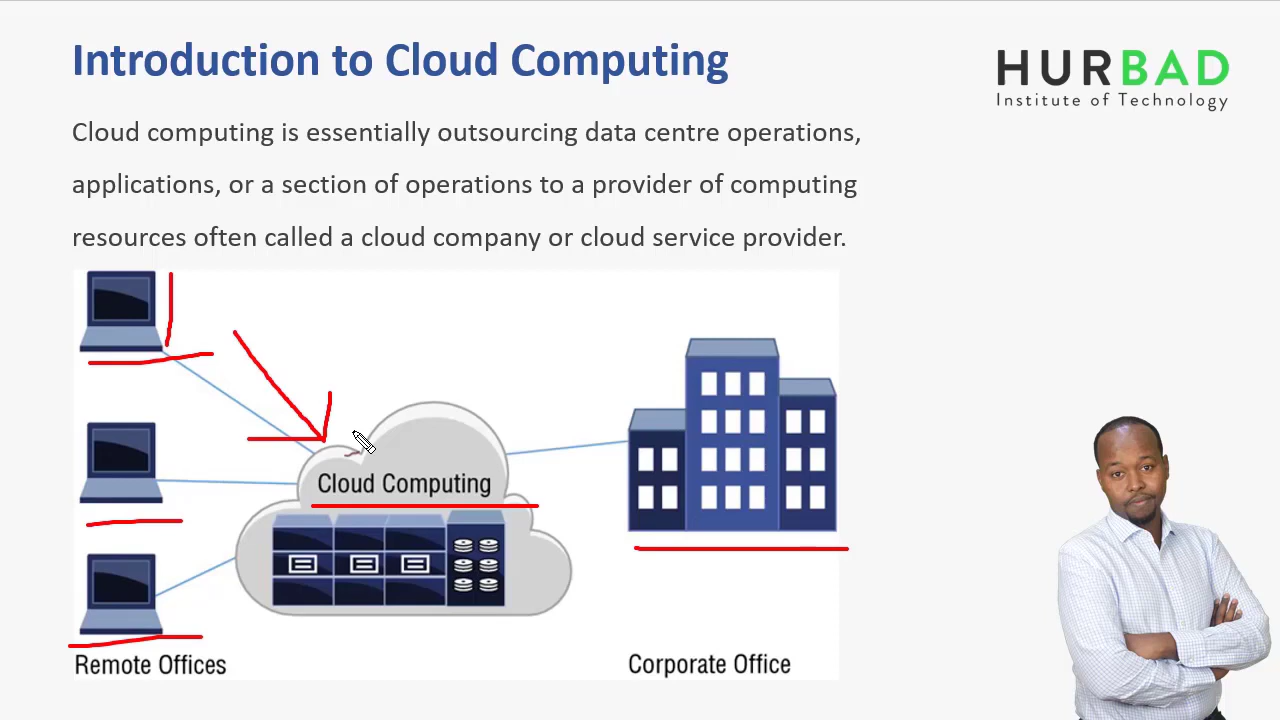 Introduction to Cloud Computing
HURBAD
Institute of Technology
Cloud computing is essentially outsourcing data centre operations,
applications, or a section of operations to a provider of computing
resources often called a cloud company or cloud service provider.
Cloud Computing
Remote Offices
Corporate Office